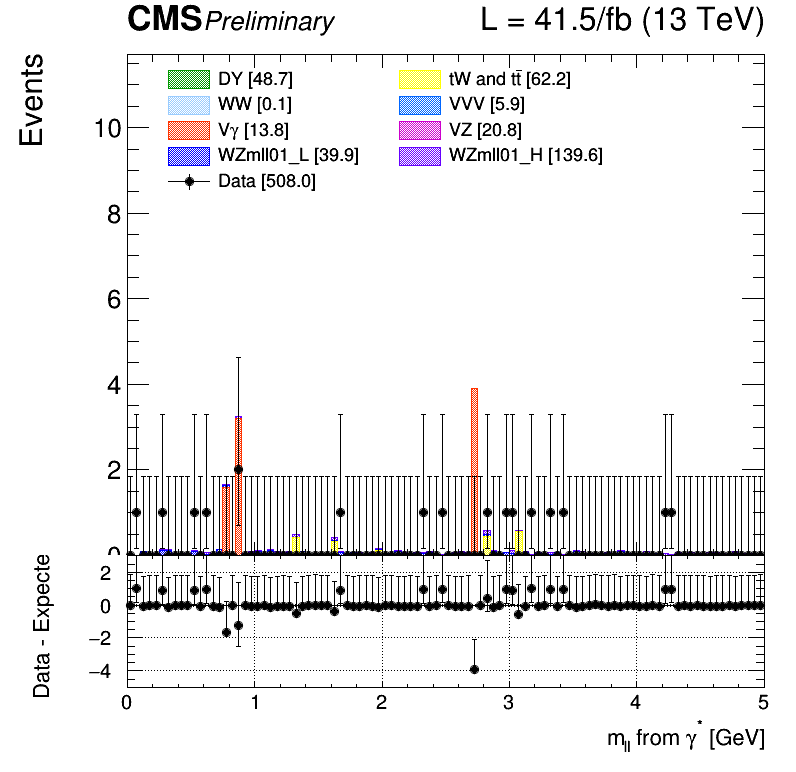 CMS Preliminary L = 41.5/fb (13 TeV)
Events
DY [48.7] tW and tt̄ [62.2]
WW [0.1] VVV [5.9]
Vγ [13.8] VZ [20.8]
WZmll01_L [39.9] WZmll01_H [139.6]
Data [508.0]
10
8
6
4
2
0
Data - Expecte
2
0
−2
−4
0 1 2 3 4 5
m_ll from γ* [GeV]